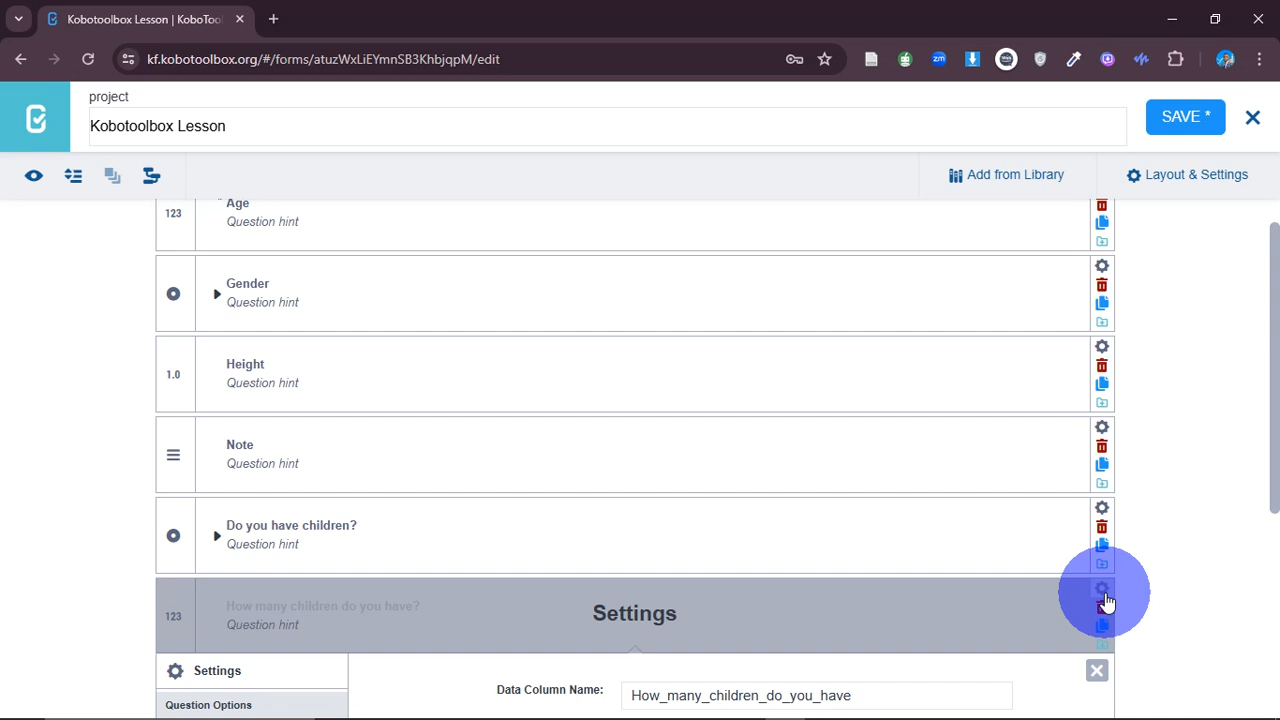 Kobotoolbox Lesson | KoboToo
kf.kobotoolbox.org/#/forms/atuzWxLiEYmnSB3KhbjqpM/edit
project
Kobotoolbox Lesson
SAVE *
Add from Library
Layout & Settings
123
Age
Question hint
Gender
Question hint
1.0
Height
Question hint
Note
Question hint
Do you have children?
Question hint
123
How many children do you have?
Question hint
Settings
Settings
Question Options
Data Column Name:
How_many_children_do_you_have